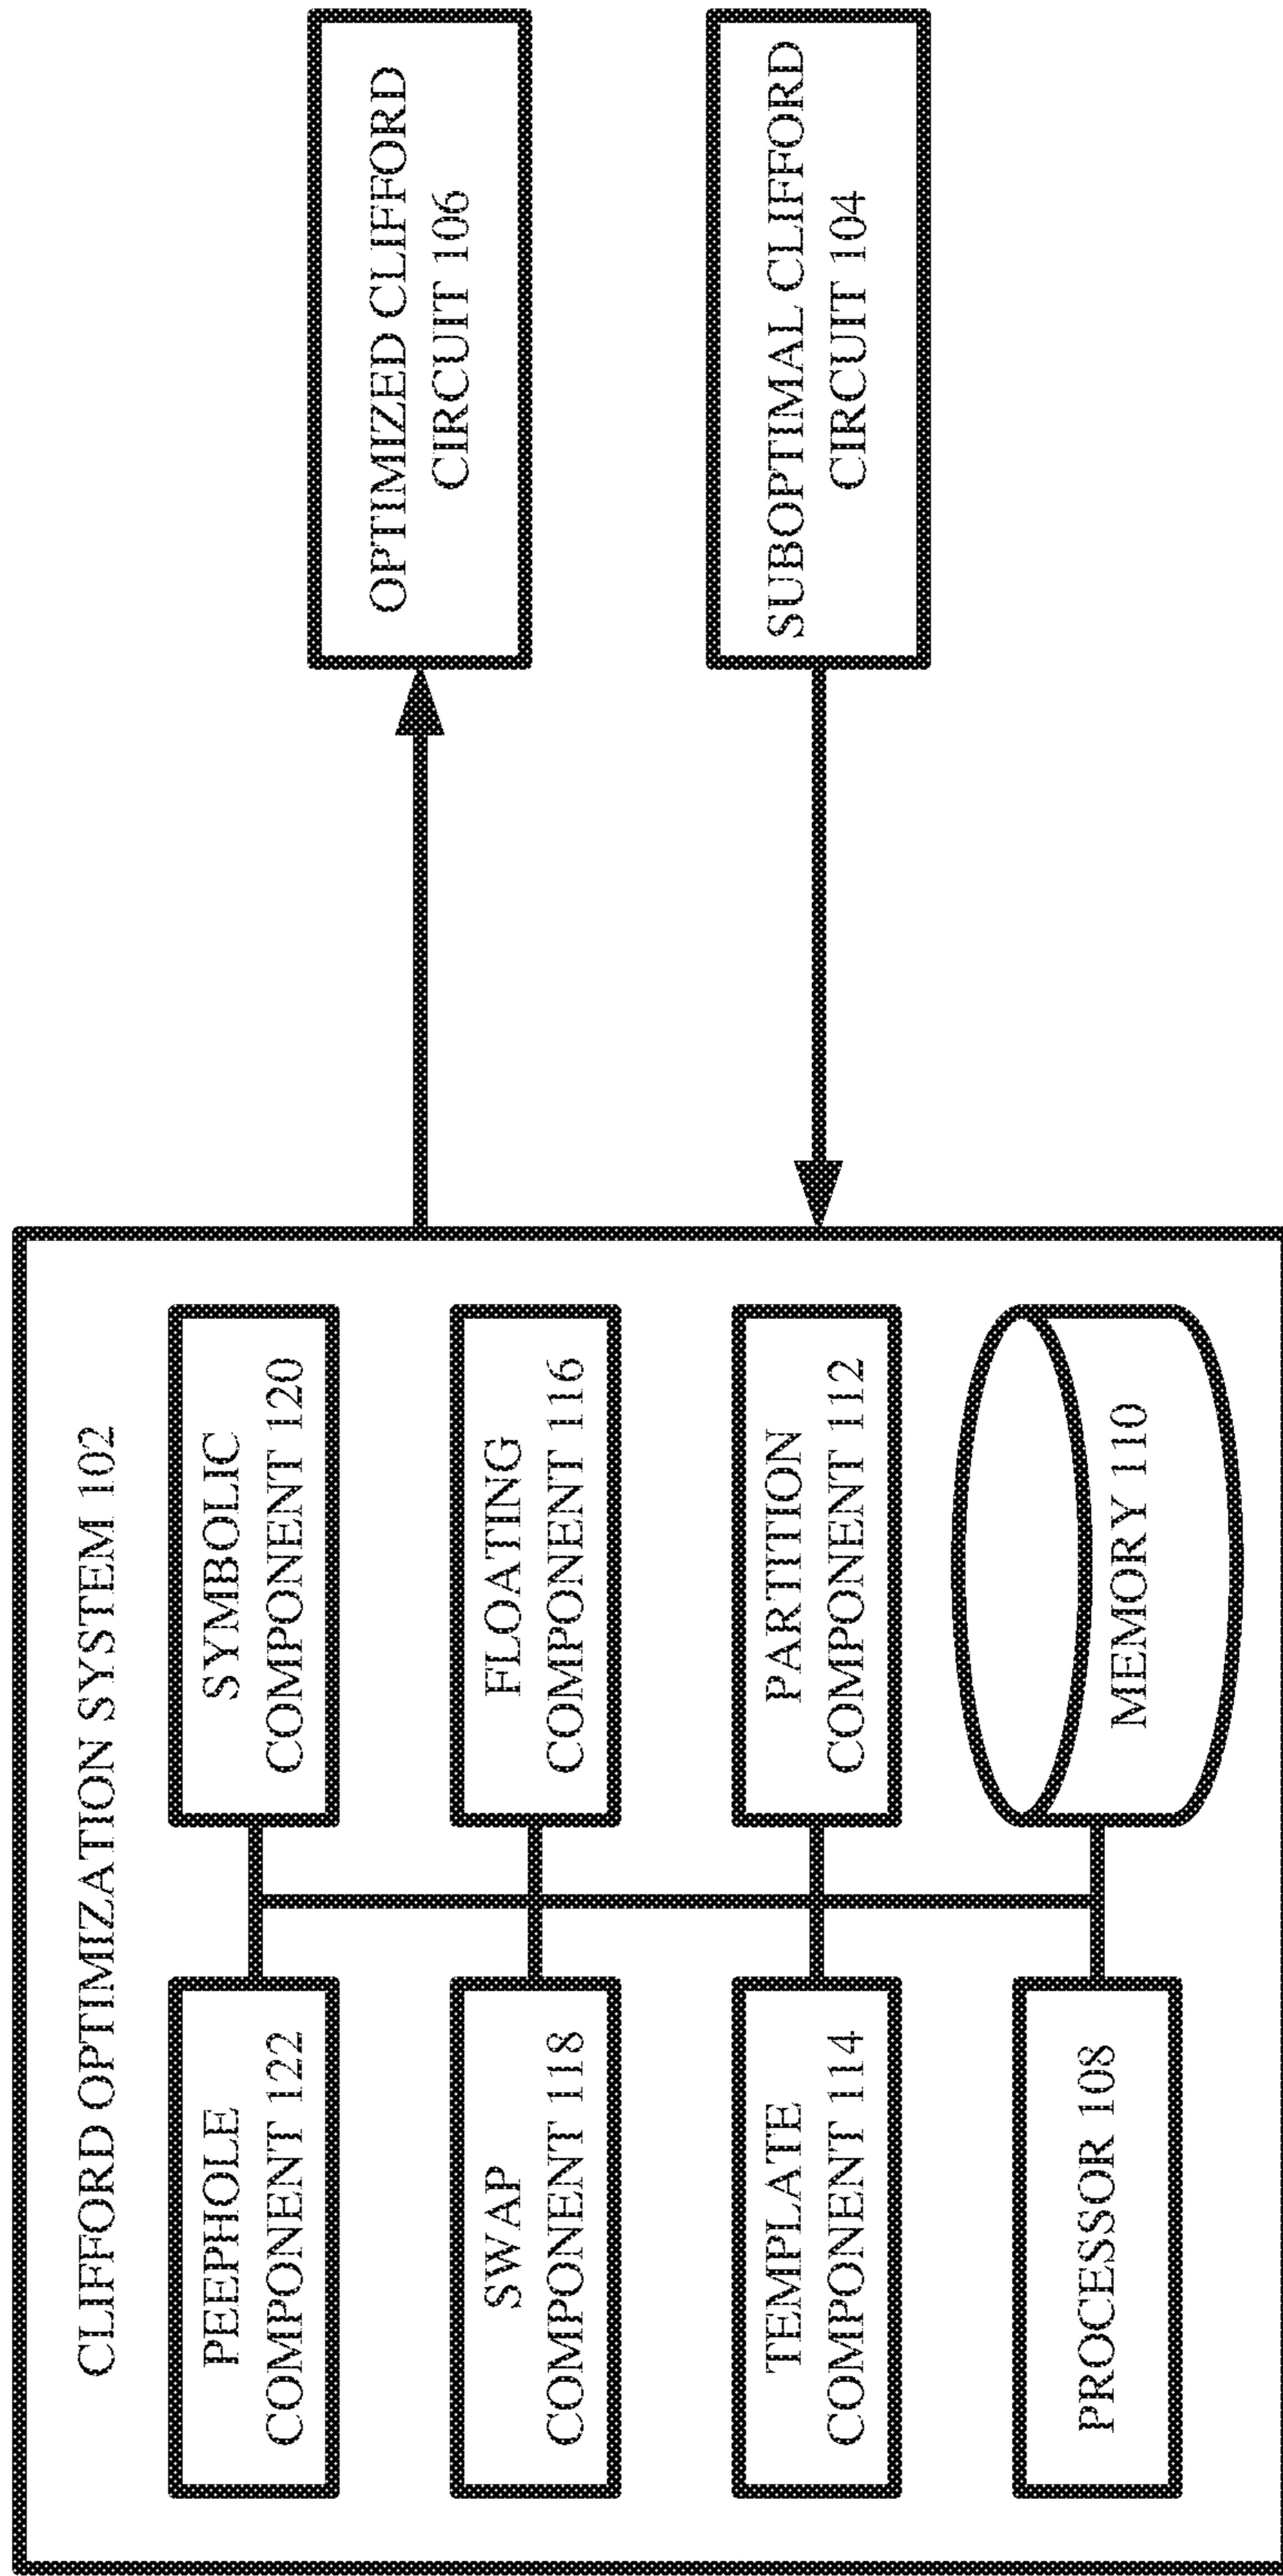 CLIFFORD OPTIMIZATION SYSTEM 102
PEEPHOLE
COMPONENT 122
SYMBOLIC
COMPONENT 120
SWAP
COMPONENT 118
FLOATING
COMPONENT 116
TEMPLATE
COMPONENT 114
PARTITION
COMPONENT 112
PROCESSOR 108
MEMORY 110
OPTIMIZED CLIFFORD
CIRCUIT 106
SUBOPTIMAL CLIFFORD
CIRCUIT 104